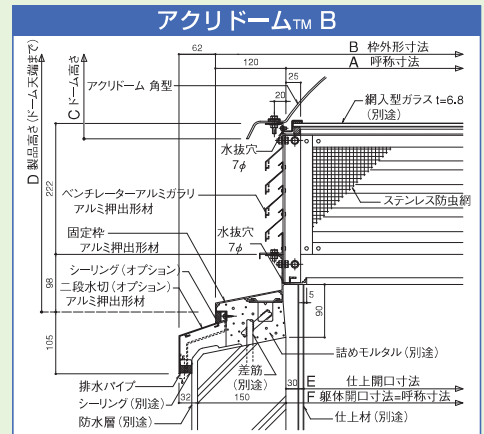 アクリドーム™ B
62
B 枠外形寸法
120
A 呼称寸法
25
20
アクリドーム 角型
網入型ガラス t=6.8
(別途)
D 製品高さ(ドーム天端まで)
C ドーム高さ
水抜穴
7φ
222
ベンチレーターアルミガラリ
アルミ押出形材
ステンレス防虫網
固定枠
アルミ押出形材
水抜穴
7φ
シーリング(オプション)
二段水切(オプション)
アルミ押出形材
98
5
90
105
詰めモルタル(別途)
差筋
(別途)
排水パイプ
シーリング(別途)
防水層(別途)
32
150
30
E 仕上開口寸法
F 躯体開口寸法=呼称寸法
仕上材(別途)